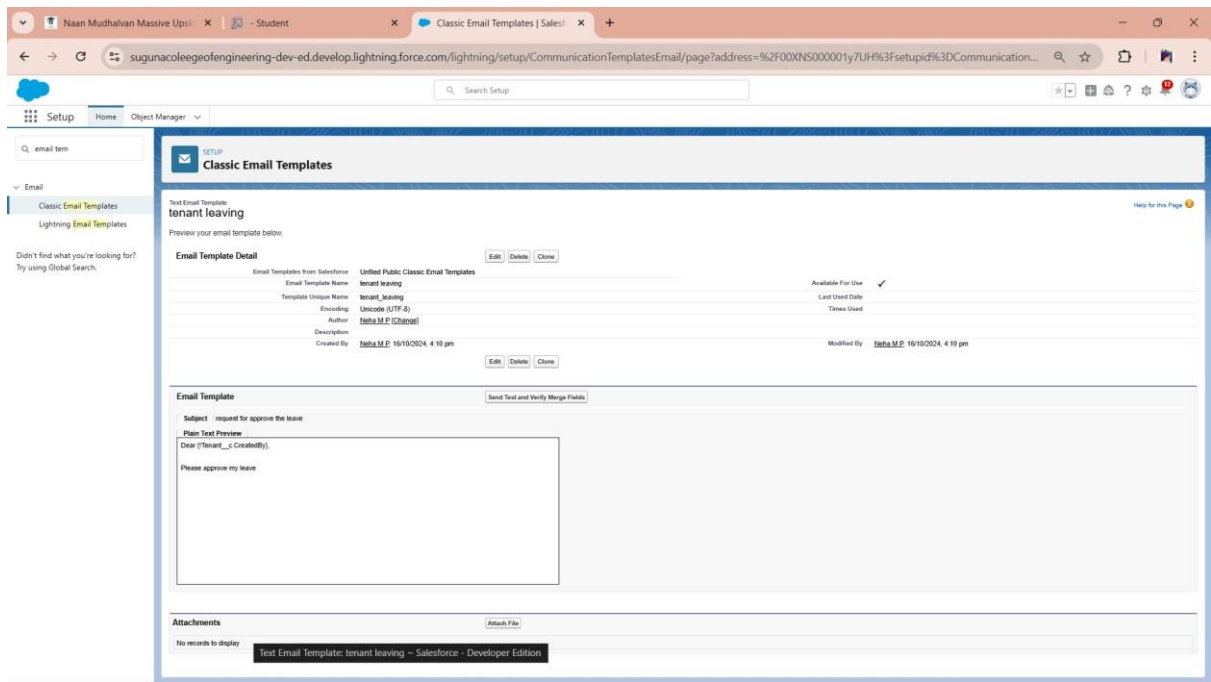 Naan Mudhalvan Massive Upski
- Student
Classic Email Templates | Salesf
sugunacoleegeofengineering-dev-ed.develop.lightning.force.com/lightning/setup/CommunicationTemplatesEmail/page?address=%2F00XNS000001y7UH%3Fsetupid%3DCommunication...
Search Setup
Setup Home Object Manager
email tem
SETUP
Classic Email Templates
Email
Classic Email Templates
Lightning Email Templates
Didn't find what you're looking for?
Try using Global Search.
Text Email Template
tenant leaving
Help for this Page
Preview your email template below.
Email Template Detail Edit Delete Clone
Email Templates from Salesforce Unfiled Public Classic Email Templates
Email Template Name tenant leaving Available For Use ✓
Template Unique Name tenant_leaving Last Used Date
Encoding Unicode (UTF-8) Times Used
Author Neha M P [Change]
Description
Created By Neha M P, 16/10/2024, 4:10 pm Modified By Neha M P, 16/10/2024, 4:10 pm
Edit Delete Clone
Email Template Send Test and Verify Merge Fields
Subject request for approve the leave
Plain Text Preview
Dear {!Tenant__c.CreatedBy},
Please approve my leave
Attachments Attach File
No records to display
Text Email Template: tenant leaving ~ Salesforce - Developer Edition